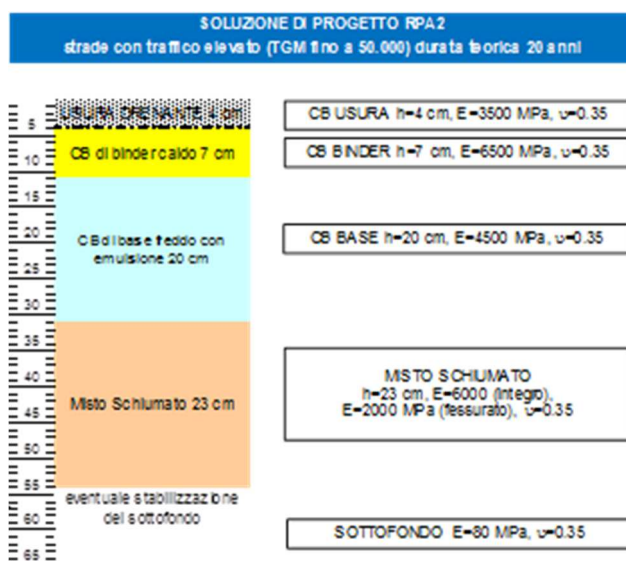 SOLUZIONE DI PROGETTO RPA2
strade con traffico elevato (TGM fino a 50.000) durata teorica 20 anni
USURA DRENANTE 4 cm
CB USURA h=4 cm, E=3500 MPa, υ=0.35
5
CB di binder caldo 7 cm
CB BINDER h=7 cm, E=6500 MPa, υ=0.35
10
15
20
CB di base freddo con
emulsione 20 cm
CB BASE h=20 cm, E=4500 MPa, υ=0.35
25
30
35
40
Misto Schiumato 23 cm
MISTO SCHIUMATO
h=23 cm, E=6000 (integro),
E=2000 MPa (fessurato), υ=0.35
45
50
55
eventuale stabilizzazione
del sottofondo
60
SOTTOFONDO E=80 MPa, υ=0.35
65